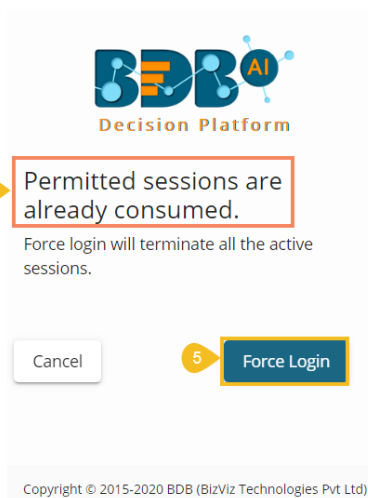 BDB AI
Decision Platform
Permitted sessions are
already consumed.
Force login will terminate all the active
sessions.
Cancel
5
Force Login
Copyright © 2015-2020 BDB (BizViz Technologies Pvt Ltd)